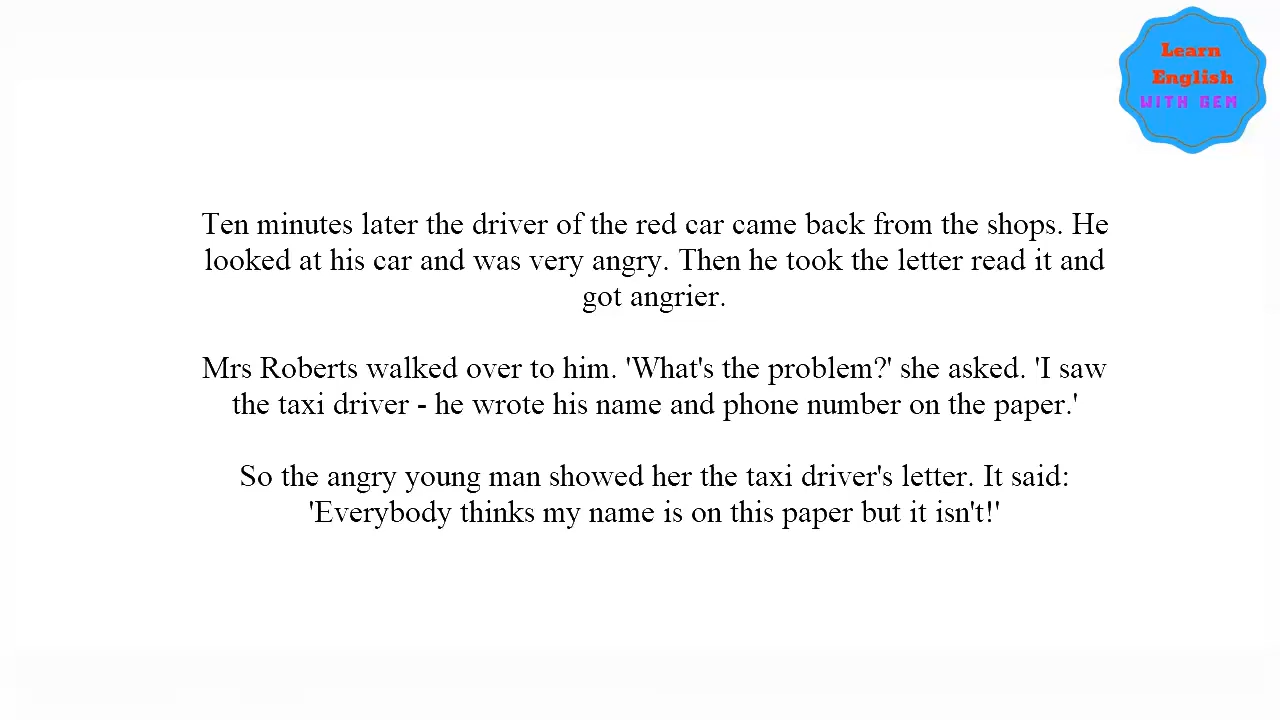 Learn
English
WITH GEM
Ten minutes later the driver of the red car came back from the shops. He
looked at his car and was very angry. Then he took the letter read it and
got angrier.
Mrs Roberts walked over to him. 'What's the problem?' she asked. 'I saw
the taxi driver - he wrote his name and phone number on the paper.'
So the angry young man showed her the taxi driver's letter. It said:
'Everybody thinks my name is on this paper but it isn't!'